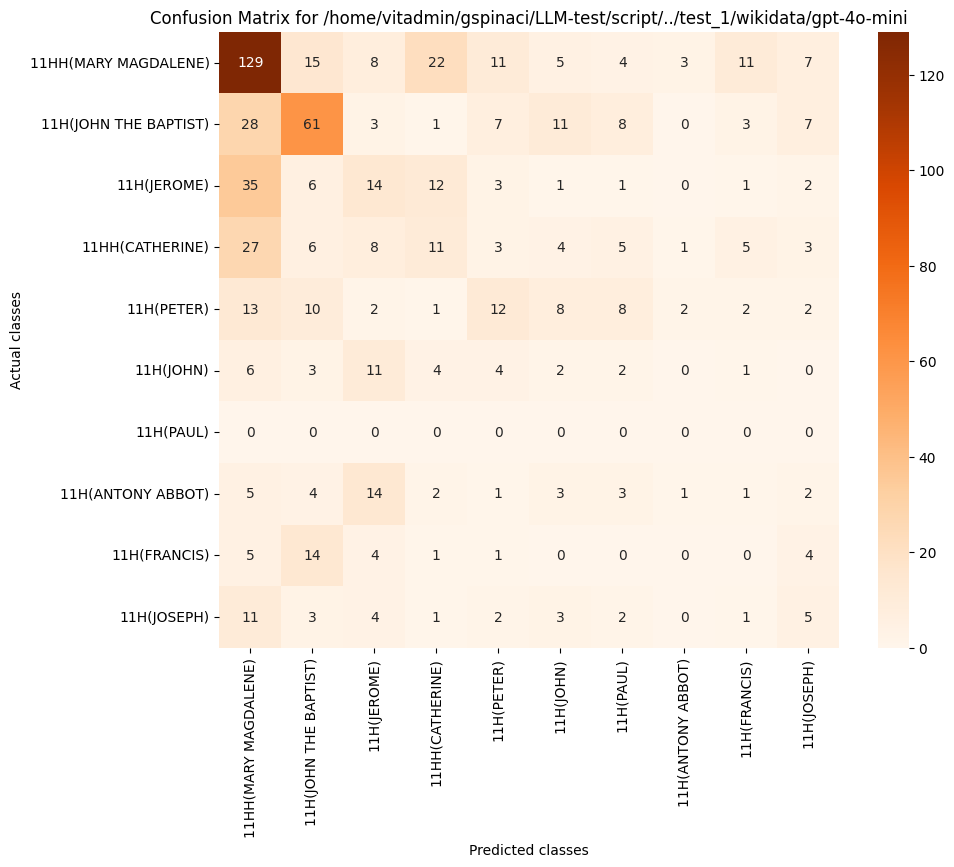 Confusion Matrix for /home/vitadmin/gspinaci/LLM-test/script/../test_1/wikidata/gpt-4o-mini
Actual classes
11HH(MARY MAGDALENE) 129 15 8 22 11 5 4 3 11 7
11H(JOHN THE BAPTIST) 28 61 3 1 7 11 8 0 3 7
11H(JEROME) 35 6 14 12 3 1 1 0 1 2
11HH(CATHERINE) 27 6 8 11 3 4 5 1 5 3
11H(PETER) 13 10 2 1 12 8 8 2 2 2
11H(JOHN) 6 3 11 4 4 2 2 0 1 0
11H(PAUL) 0 0 0 0 0 0 0 0 0 0
11H(ANTONY ABBOT) 5 4 14 2 1 3 3 1 1 2
11H(FRANCIS) 5 14 4 1 1 0 0 0 0 4
11H(JOSEPH) 11 3 4 1 2 3 2 0 1 5
11HH(MARY MAGDALENE)
11H(JOHN THE BAPTIST)
11H(JEROME)
11HH(CATHERINE)
11H(PETER)
11H(JOHN)
11H(PAUL)
11H(ANTONY ABBOT)
11H(FRANCIS)
11H(JOSEPH)
Predicted classes
120
100
80
60
40
20
0